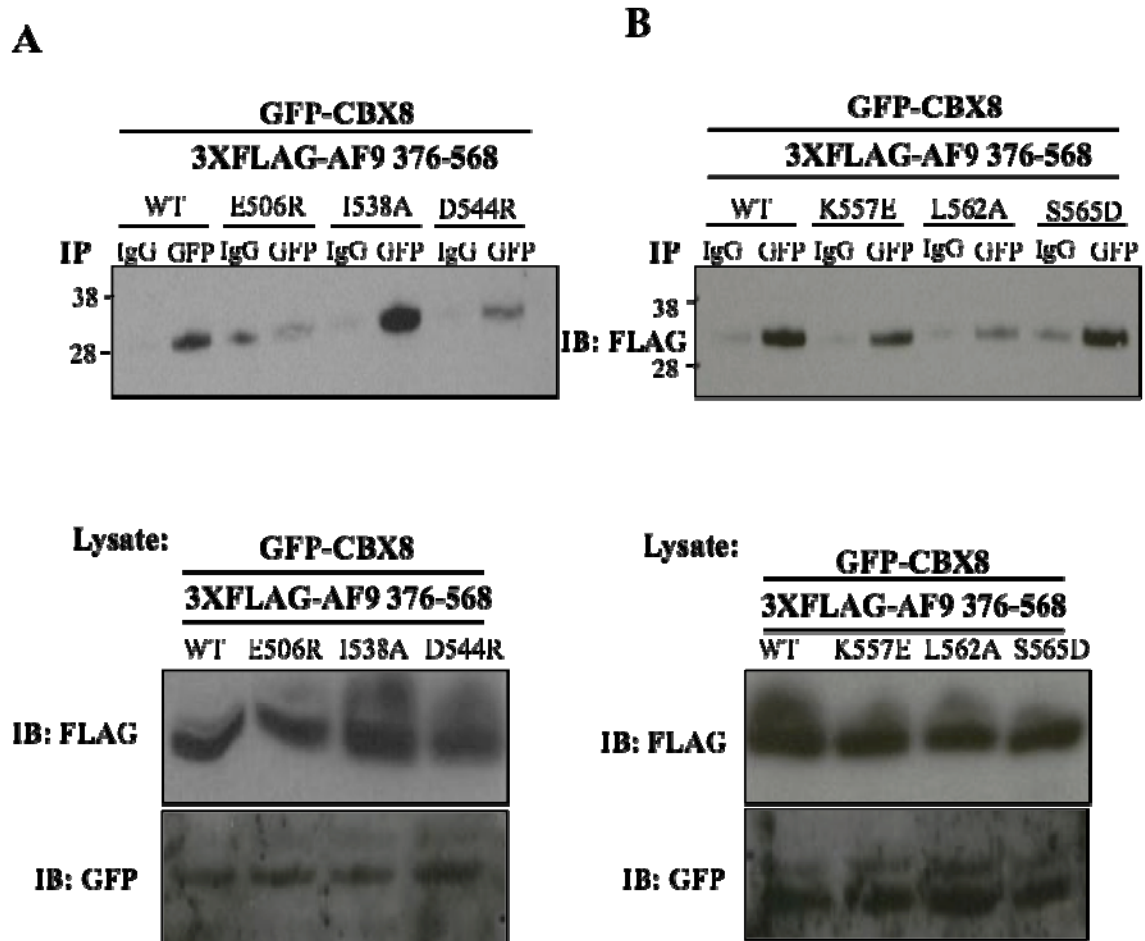 A
GFP-CBX8
3XFLAG-AF9 376-568
WT E506R I538A D544R
IP IgG GFP IgG GFP IgG GFP IgG GFP
38
28
B
GFP-CBX8
3XFLAG-AF9 376-568
WT K557E L562A S565D
IP IgG GFP IgG GFP IgG GFP IgG GFP
38
IB: FLAG
28
Lysate:
GFP-CBX8
3XFLAG-AF9 376-568
WT E506R I538A D544R
IB: FLAG
IB: GFP
Lysate:
GFP-CBX8
3XFLAG-AF9 376-568
WT K557E L562A S565D
IB: FLAG
IB: GFP